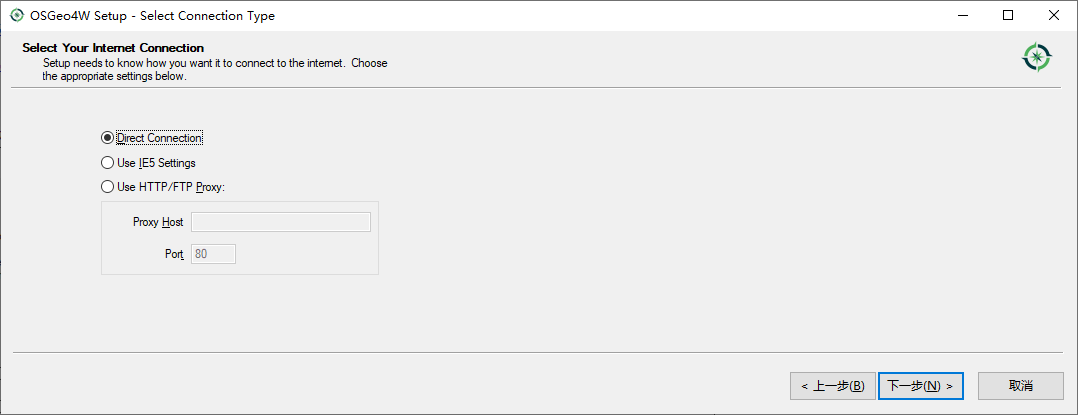 OSGeo4W Setup - Select Connection Type
Select Your Internet Connection
Setup needs to know how you want it to connect to the internet. Choose
the appropriate settings below.
Direct Connection
Use IE5 Settings
Use HTTP/FTP Proxy:
Proxy Host
Port 80
< 上一步(B) 下一步(N) > 取消